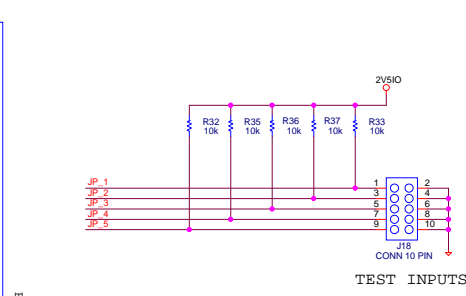 2V5IO
R32 R35 R36 R37 R33
10k 10k 10k 10k 10k
JP_1 1 2
JP_2 3 4
JP_3 5 6
JP_4 7 8
JP_5 9 10
J18
CONN 10 PIN
TEST INPUTS